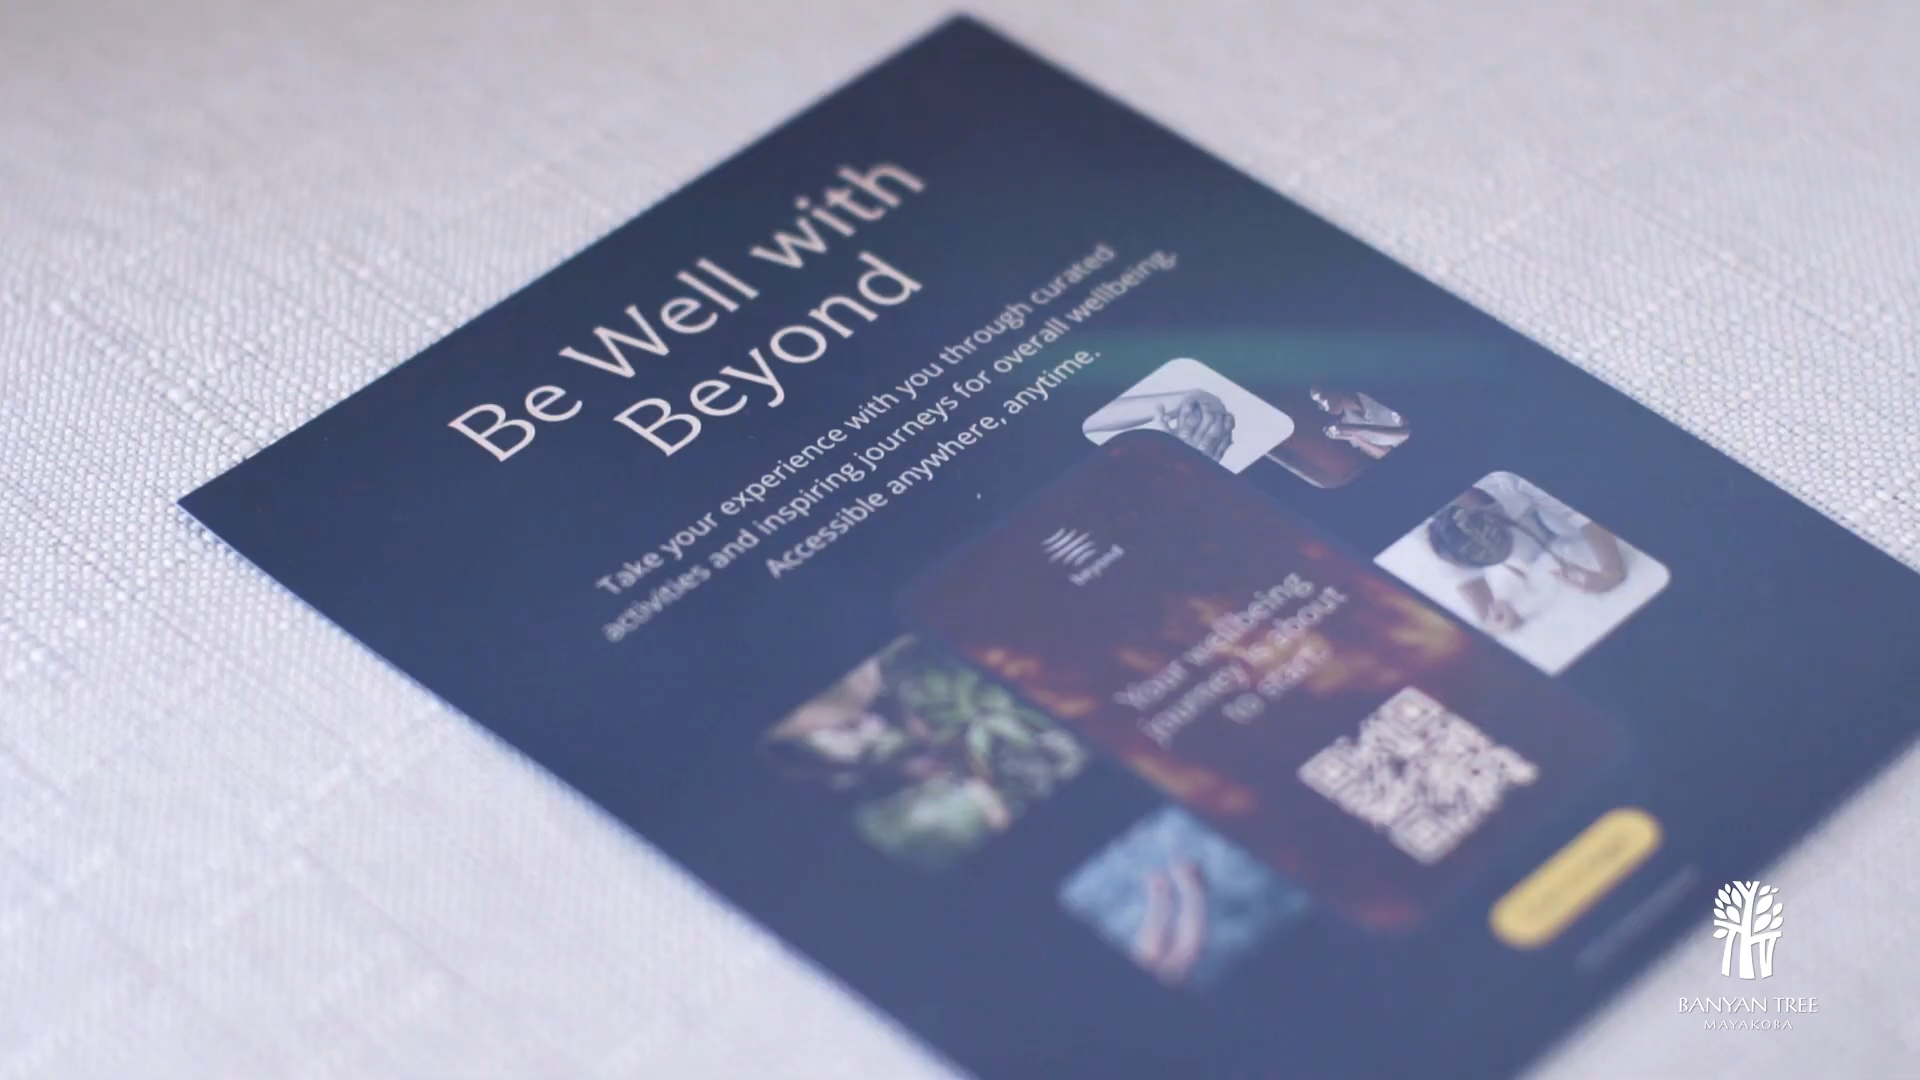 Be Well with
Beyond
Take your experience with you through curated
activities and inspiring journeys for overall wellbeing.
Accessible anywhere, anytime.
Beyond
Your wellbeing
journey is about
to start.
BANYAN TREE
MAYAKOBA